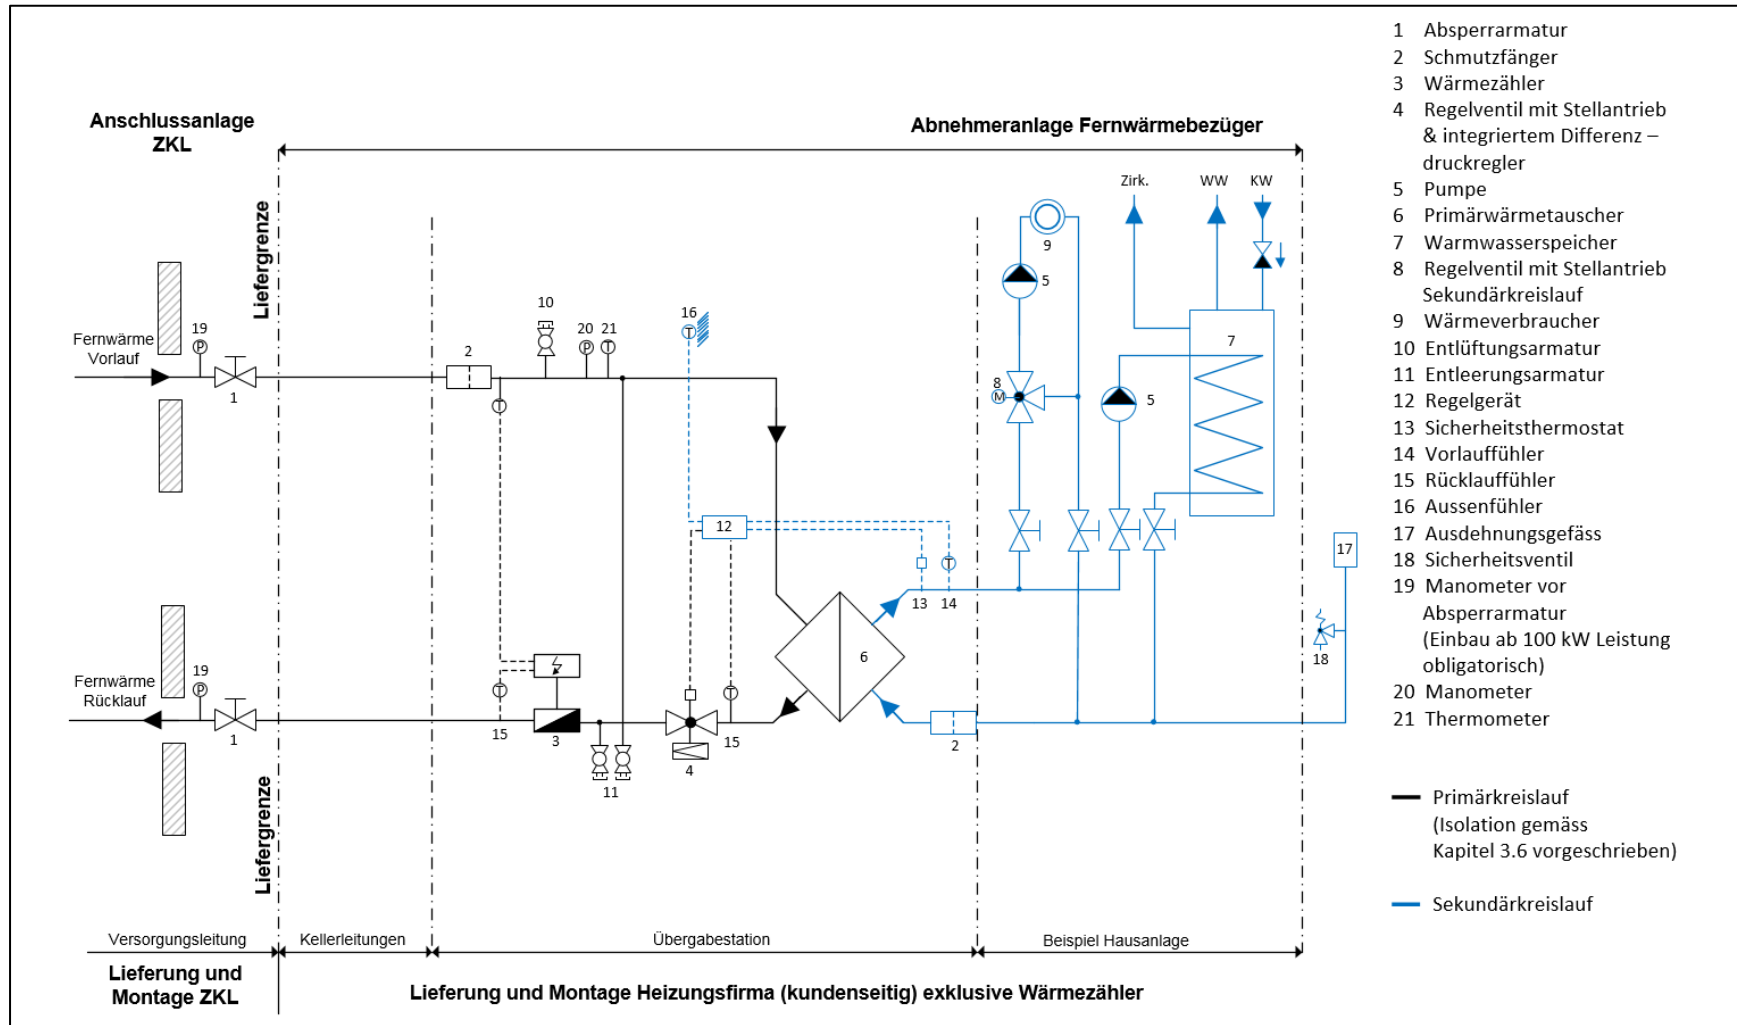 Anschlussanlage
ZKL
Abnehmeranlage Fernwärmebezüger
Liefergrenze
Zirk.
WW
KW
9
5
10
16
T
20
21
19
P
P
T
2
7
Fernwärme
Vorlauf
1
T
8
M
5
12
T
17
13
14
6
18
19
P
Fernwärme
Rücklauf
T
T
1
15
3
15
2
4
11
Liefergrenze
Versorgungsleitung
Kellerleitungen
Übergabestation
Beispiel Hausanlage
Lieferung und
Montage ZKL
Lieferung und Montage Heizungsfirma (kundenseitig) exklusive Wärmezähler
1 Absperrarmatur
2 Schmutzfänger
3 Wärmezähler
4 Regelventil mit Stellantrieb
& integriertem Differenz –
druckregler
5 Pumpe
6 Primärwärmetauscher
7 Warmwasserspeicher
8 Regelventil mit Stellantrieb
Sekundärkreislauf
9 Wärmeverbraucher
10 Entlüftungsarmatur
11 Entleerungsarmatur
12 Regelgerät
13 Sicherheitsthermostat
14 Vorlauffühler
15 Rücklauffühler
16 Aussenfühler
17 Ausdehnungsgefäss
18 Sicherheitsventil
19 Manometer vor
Absperrarmatur
(Einbau ab 100 kW Leistung
obligatorisch)
20 Manometer
21 Thermometer
Primärkreislauf
(Isolation gemäss
Kapitel 3.6 vorgeschrieben)
Sekundärkreislauf